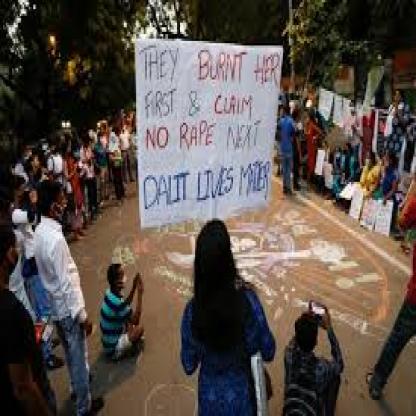 THEY BURNT HER
FIRST & CLAIM
NO RAPE NEXT
DALIT LIVES MATTER